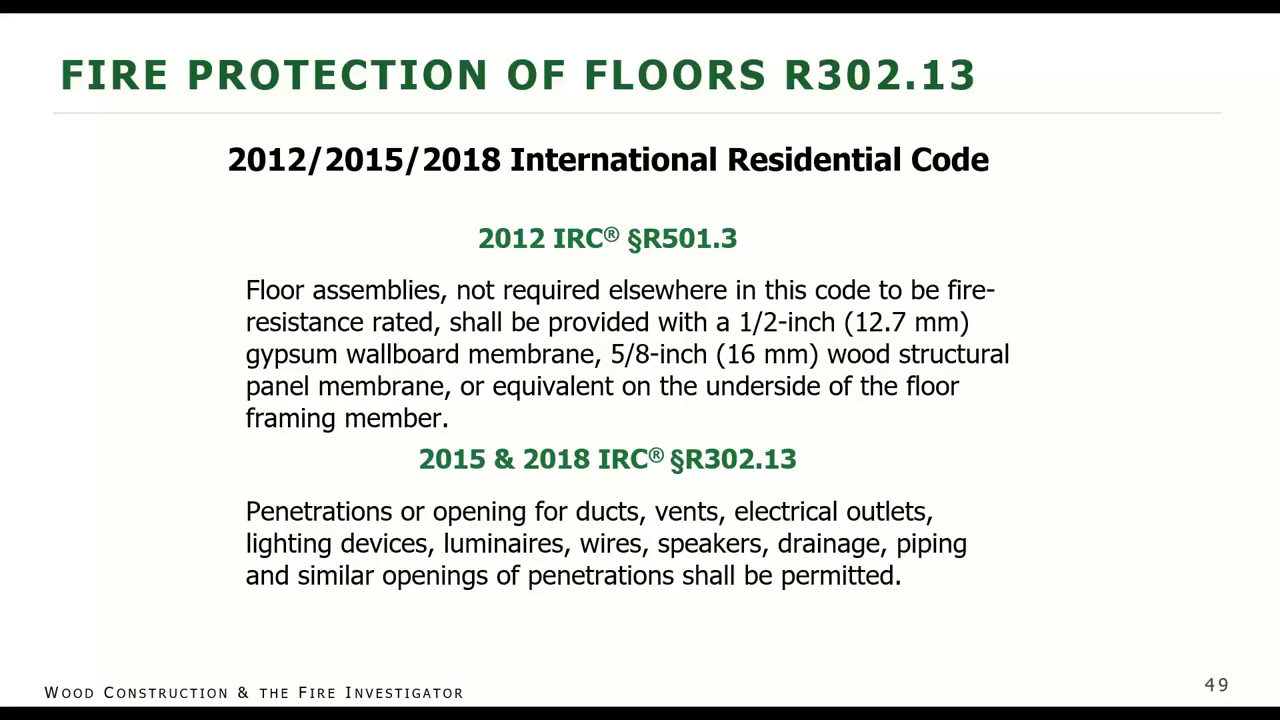 FIRE PROTECTION OF FLOORS R302.13
2012/2015/2018 International Residential Code
2012 IRC® §R501.3
Floor assemblies, not required elsewhere in this code to be fire-
resistance rated, shall be provided with a 1/2-inch (12.7 mm)
gypsum wallboard membrane, 5/8-inch (16 mm) wood structural
panel membrane, or equivalent on the underside of the floor
framing member.
2015 & 2018 IRC® §R302.13
Penetrations or opening for ducts, vents, electrical outlets,
lighting devices, luminaires, wires, speakers, drainage, piping
and similar openings of penetrations shall be permitted.
WOOD CONSTRUCTION & THE FIRE INVESTIGATOR
49